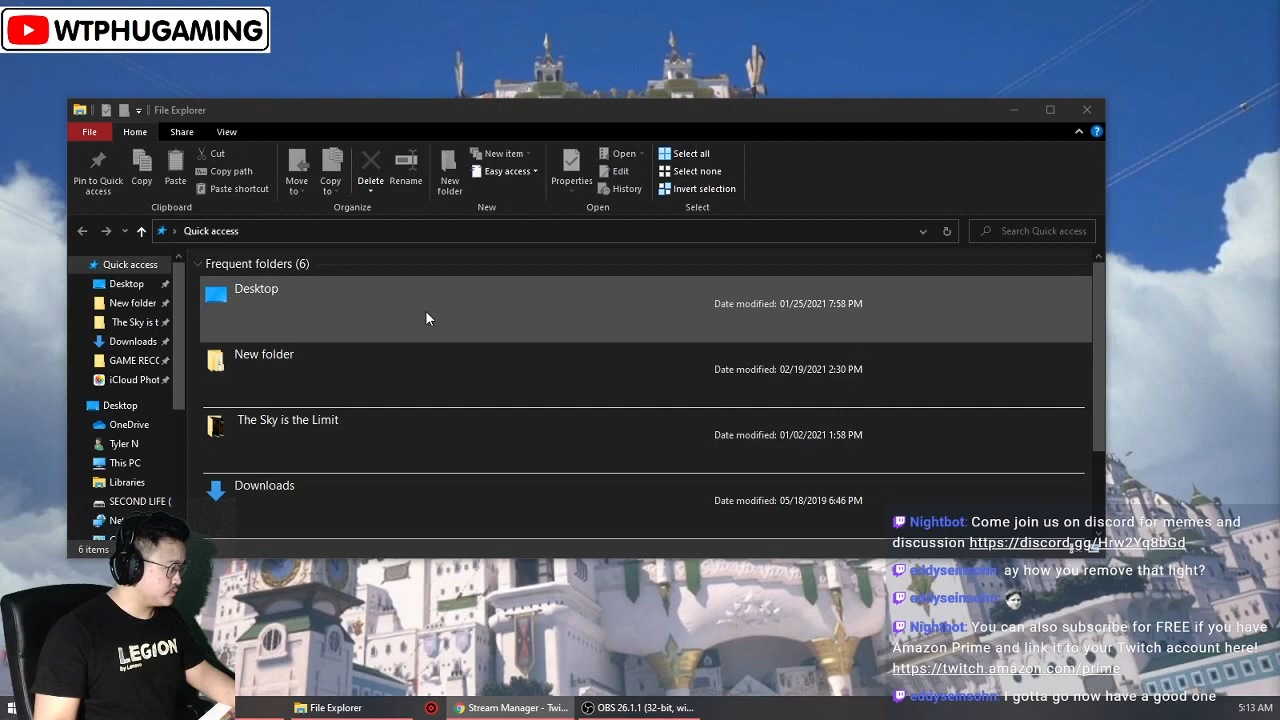 WTPHUGAMING
File Explorer
File Home Share View
Pin to Quick access
Copy
Paste
Cut
Copy path
Paste shortcut
Clipboard
Move to
Copy to
Delete
Rename
Organize
New folder
New item
Easy access
New
Properties
Open
Edit
History
Open
Select all
Select none
Invert selection
Select
Quick access
Search Quick access
Quick access
Desktop
New folder
The Sky is t
Downloads
GAME REC
iCloud Phot
Desktop
OneDrive
Tyler N
This PC
Libraries
SECOND LIFE (
6 items
Frequent folders (6)
Desktop
Date modified: 01/25/2021 7:58 PM
New folder
Date modified: 02/19/2021 2:30 PM
The Sky is the Limit
Date modified: 01/02/2021 1:58 PM
Downloads
Date modified: 05/18/2019 6:46 PM
Nightbot: Come join us on discord for memes and
discussion https://discord.gg/Hrw2Yq8bGd
eddyseinsohn: ay how you remove that light?
eddyseinsohn:
Nightbot: You can also subscribe for FREE if you have
Amazon Prime and link it to your Twitch account here!
https://twitch.amazon.com/prime
eddyseinsohn: I gotta go now have a good one
LEGION
by Lenovo
File Explorer
Stream Manager - Twi...
OBS 26.1.1 (32-bit, wi...
5:13 AM